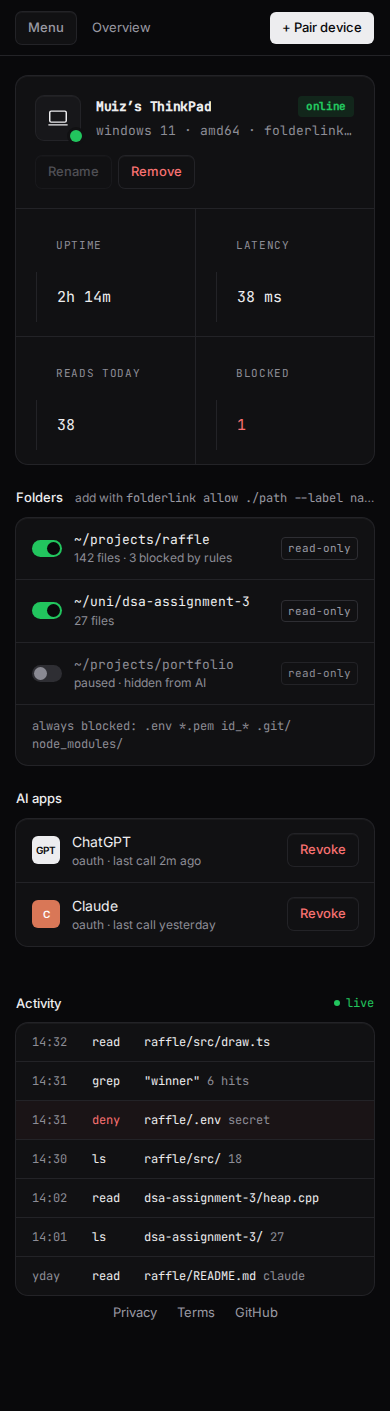 Menu Overview + Pair device
Muiz’s ThinkPad online
windows 11 · amd64 · folderlink…
Rename Remove
UPTIME LATENCY
2h 14m 38 ms
READS TODAY BLOCKED
38 1
Folders add with folderlink allow ./path --label na…
~/projects/raffle read-only
142 files · 3 blocked by rules
~/uni/dsa-assignment-3 read-only
27 files
~/projects/portfolio read-only
paused · hidden from AI
always blocked: .env *.pem id_* .git/
node_modules/
AI apps
GPT ChatGPT Revoke
oauth · last call 2m ago
C Claude Revoke
oauth · last call yesterday
Activity live
14:32 read raffle/src/draw.ts
14:31 grep "winner" 6 hits
14:31 deny raffle/.env secret
14:30 ls raffle/src/ 18
14:02 read dsa-assignment-3/heap.cpp
14:01 ls dsa-assignment-3/ 27
yday read raffle/README.md claude
Privacy Terms GitHub